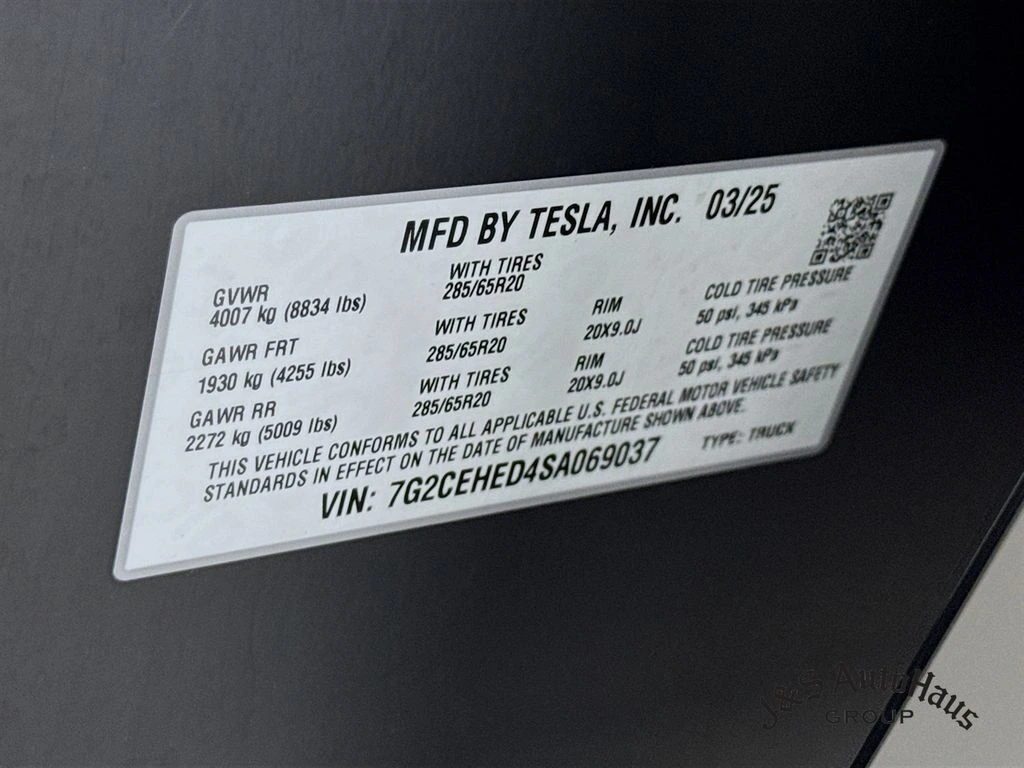 MFD BY TESLA, INC. 03/25
GVWR
4007 kg (8834 lbs)
WITH TIRES
285/65R20
GAWR FRT
1930 kg (4255 lbs)
WITH TIRES
285/65R20
RIM
20X9.0J
COLD TIRE PRESSURE
50 psi, 345 kPa
GAWR RR
2272 kg (5009 lbs)
WITH TIRES
285/65R20
RIM
20X9.0J
COLD TIRE PRESSURE
50 psi, 345 kPa
THIS VEHICLE CONFORMS TO ALL APPLICABLE U.S. FEDERAL MOTOR VEHICLE SAFETY
STANDARDS IN EFFECT ON THE DATE OF MANUFACTURE SHOWN ABOVE.
VIN: 7G2CEHED4SA069037 TYPE: TRUCK
J&S AutoHaus
GROUP